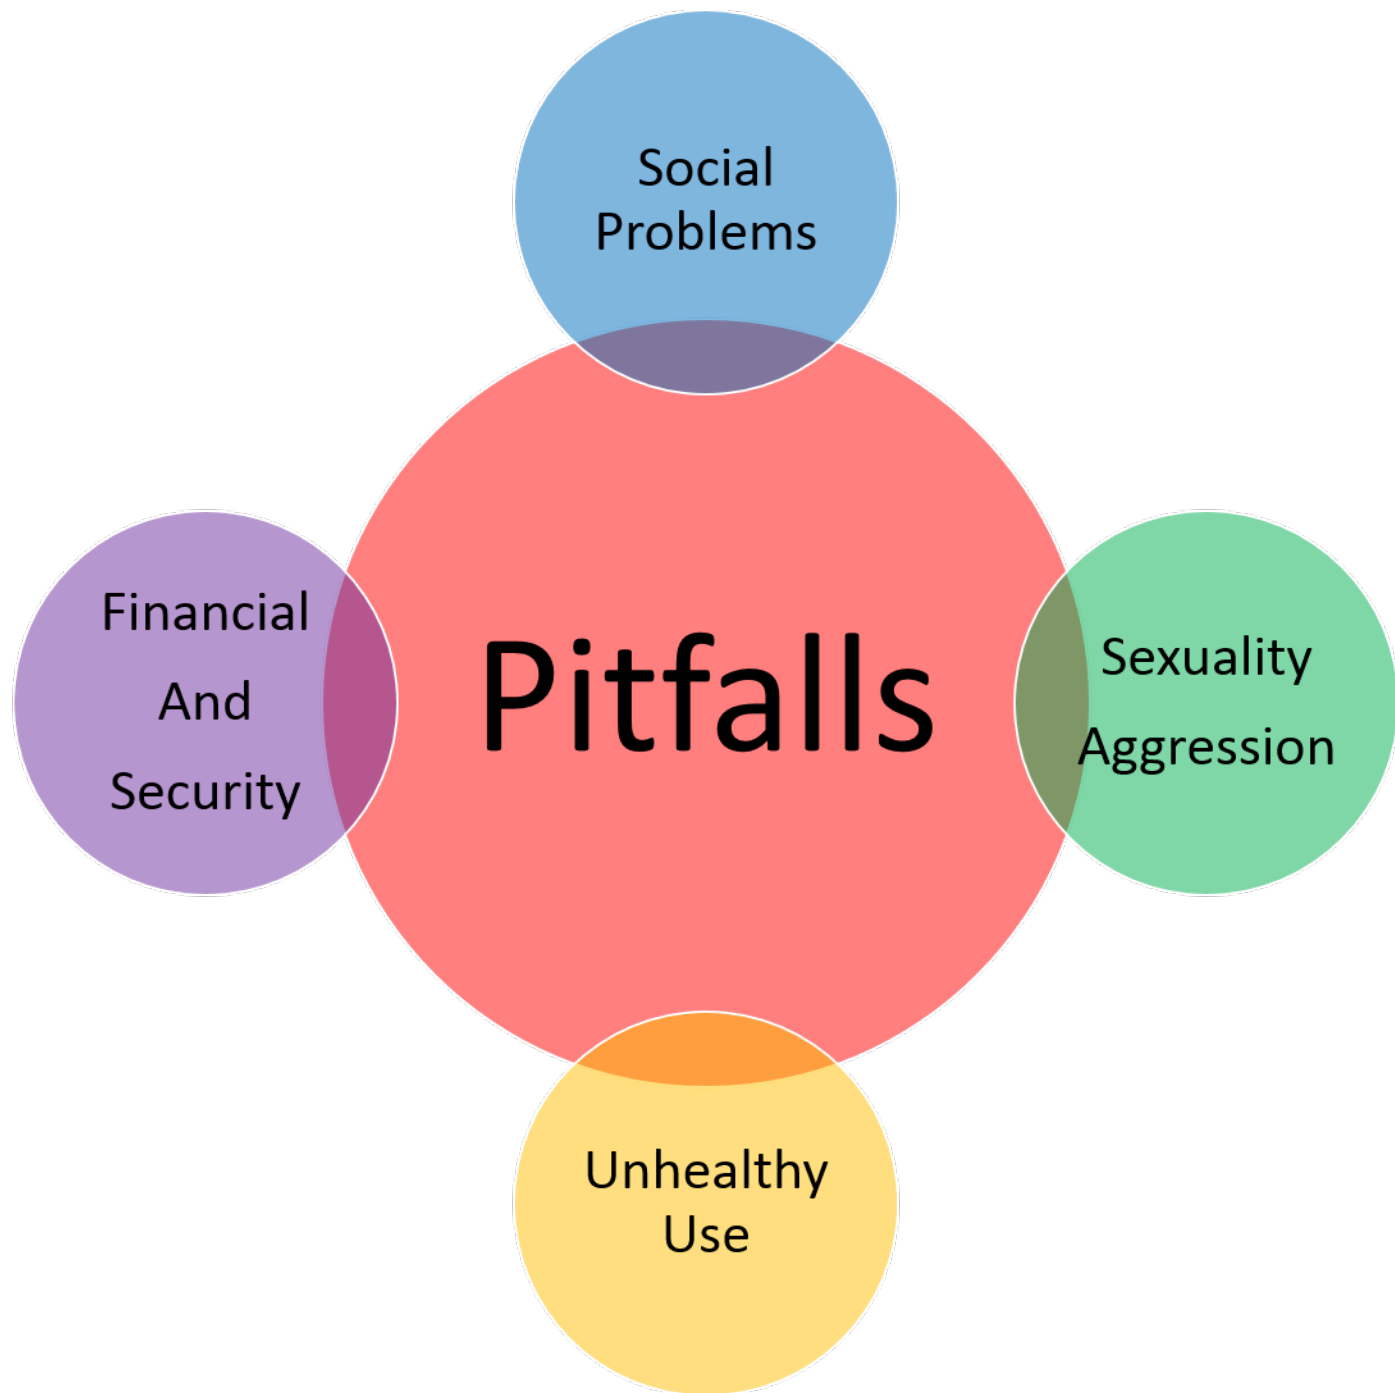 Social
Problems
Financial
And
Security
Pitfalls
Sexuality
Aggression
Unhealthy
Use